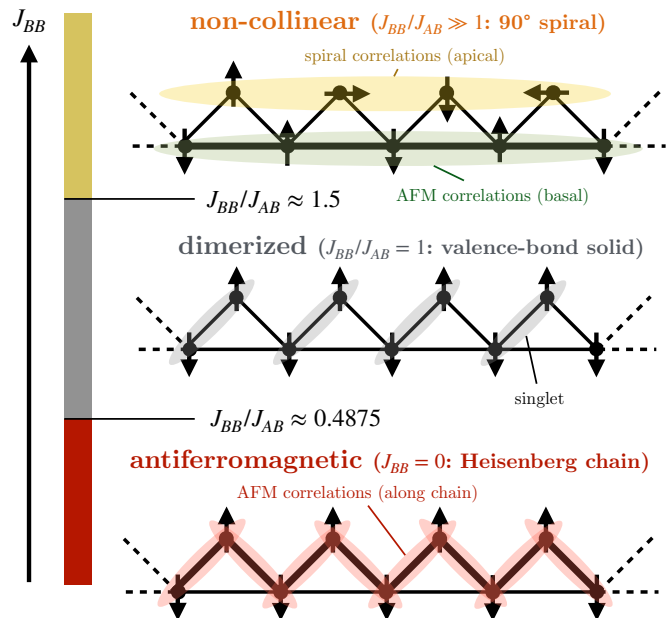 J_BB
non-collinear (J_BB/J_AB ≫ 1: 90° spiral)
spiral correlations (apical)
AFM correlations (basal)
J_BB/J_AB ≈ 1.5
dimerized (J_BB/J_AB = 1: valence-bond solid)
singlet
J_BB/J_AB ≈ 0.4875
antiferromagnetic (J_BB = 0: Heisenberg chain)
AFM correlations (along chain)